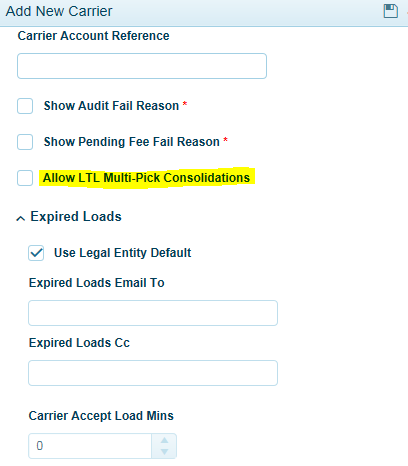 Add New Carrier
Carrier Account Reference
Show Audit Fail Reason *
Show Pending Fee Fail Reason *
Allow LTL Multi-Pick Consolidations
Expired Loads
Use Legal Entity Default
Expired Loads Email To
Expired Loads Cc
Carrier Accept Load Mins
0